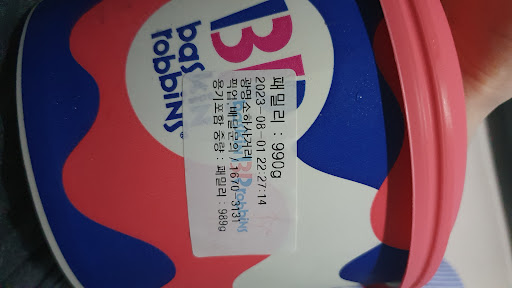 BR
baskin
robbins
패밀리 : 990g
2023-08-01 22:27:14
광명소하사거리
픽업.배달문의 / 1670-3131
용기포함 중량 : 패밀리 : 989g